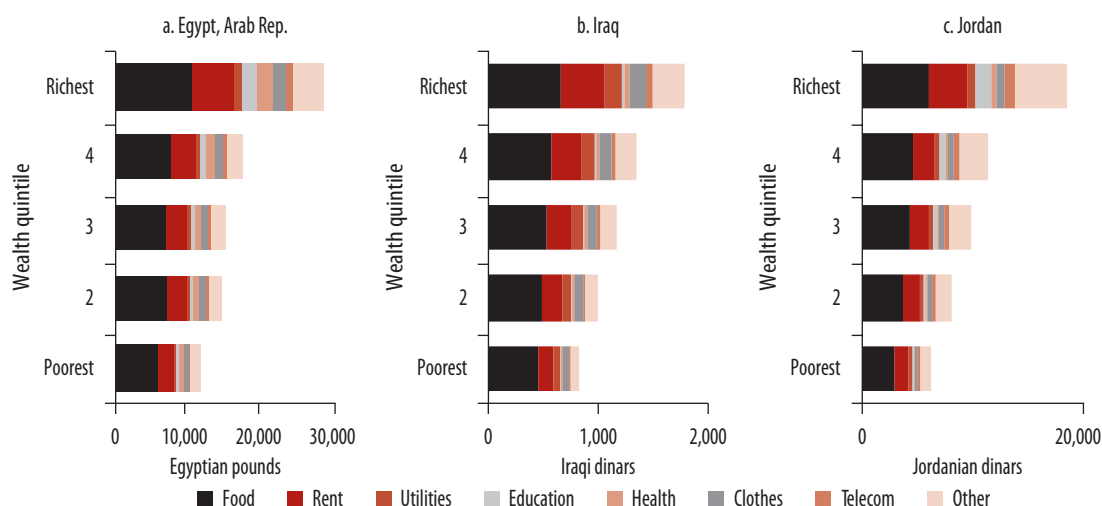 a. Egypt, Arab Rep.
Wealth quintile
Richest
4
3
2
Poorest
0 10,000 20,000 30,000
Egyptian pounds
b. Iraq
Wealth quintile
Richest
4
3
2
Poorest
0 1,000 2,000
Iraqi dinars
c. Jordan
Wealth quintile
Richest
4
3
2
Poorest
0 20,000
Jordanian dinars
Food Rent Utilities Education Health Clothes Telecom Other